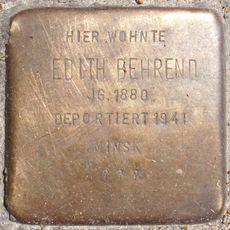 HIER WOHNTE
EDITH BEHREND
JG. 1880
DEPORTIERT 1941
MINSK
???